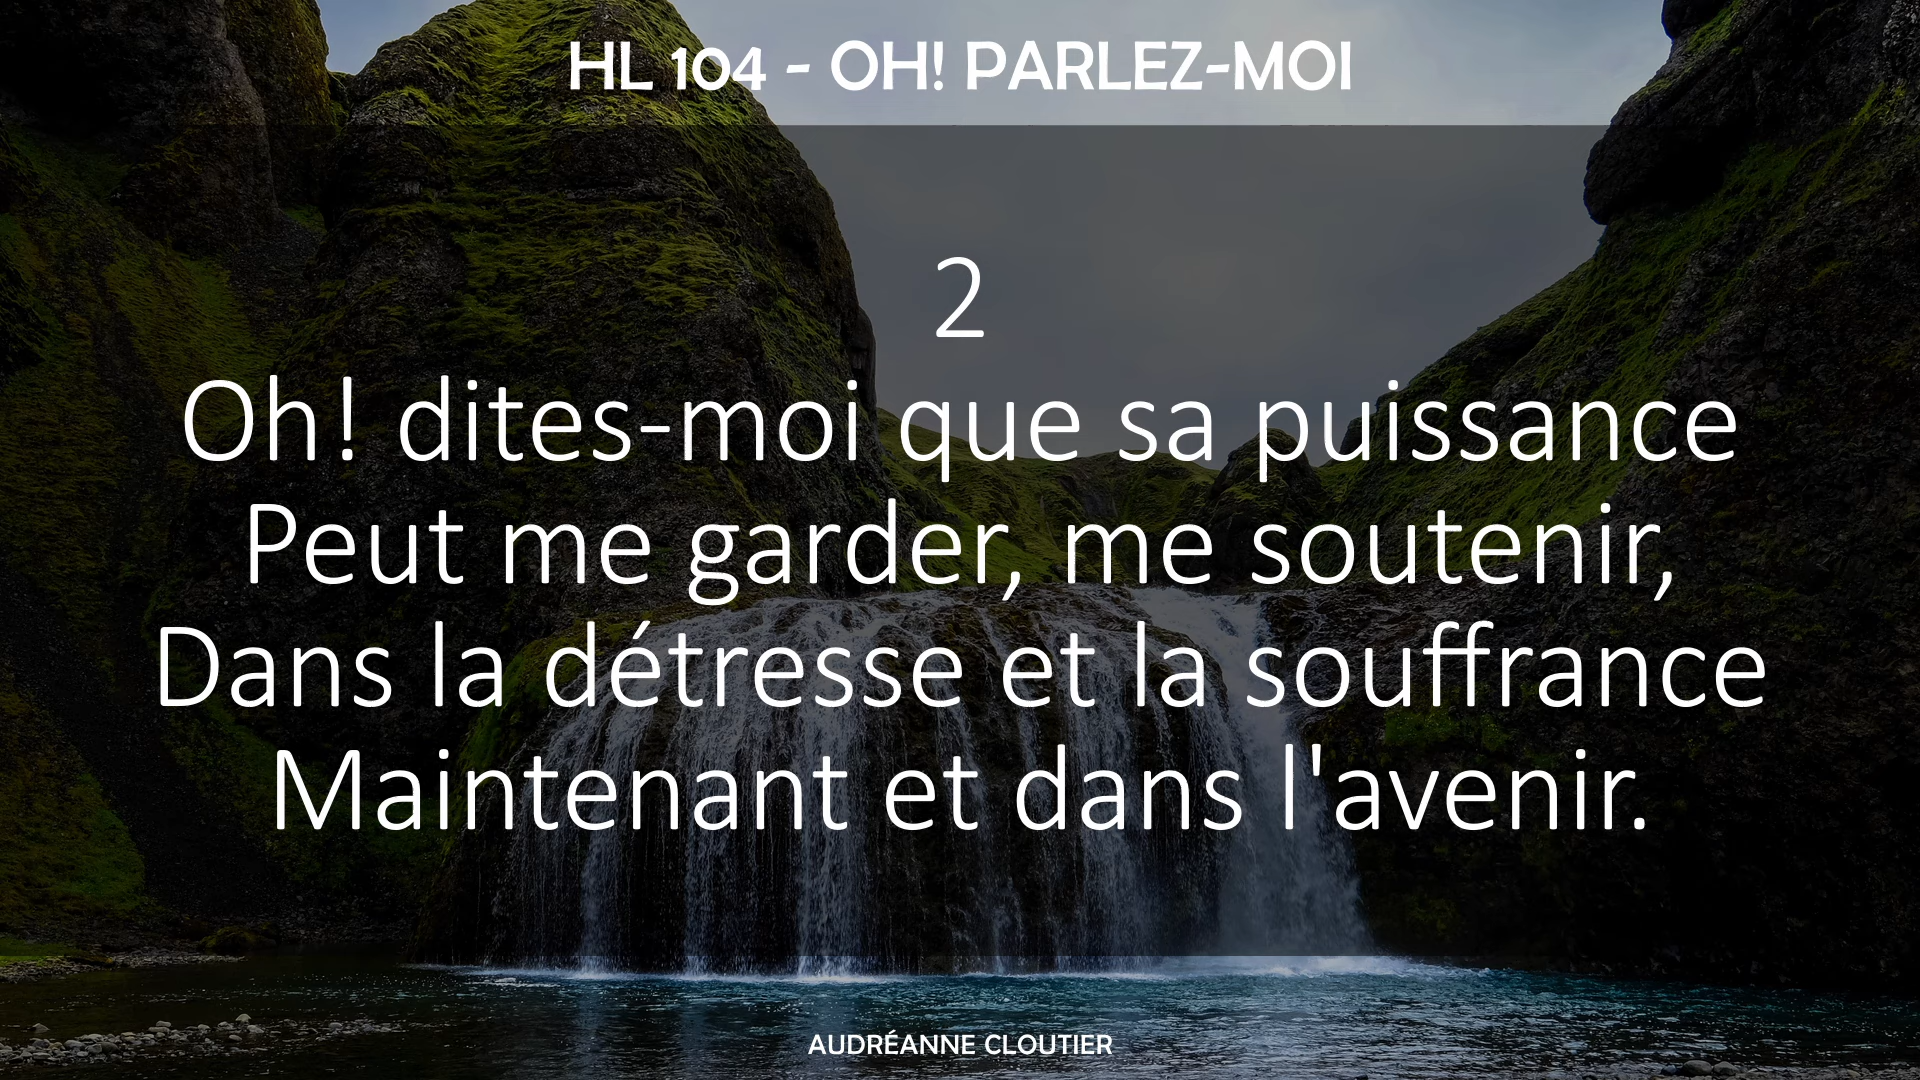 HL 104 - OH! PARLEZ-MOI
2
Oh! dites-moi que sa puissance
Peut me garder, me soutenir,
Dans la détresse et la souffrance
Maintenant et dans l'avenir.
AUDRÉANNE CLOUTIER